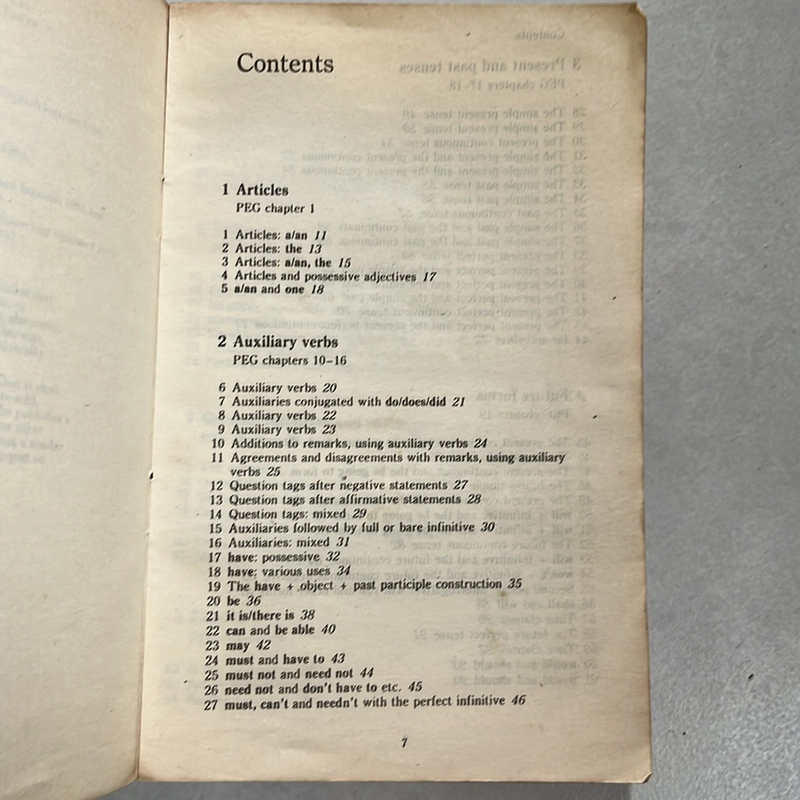 Contents
1 Articles
PEG chapter 1
1 Articles: a/an 11
2 Articles: the 13
3 Articles: a/an, the 15
4 Articles and possessive adjectives 17
5 a/an and one 18
2 Auxiliary verbs
PEG chapters 10–16
6 Auxiliary verbs 20
7 Auxiliaries conjugated with do/does/did 21
8 Auxiliary verbs 22
9 Auxiliary verbs 23
10 Additions to remarks, using auxiliary verbs 24
11 Agreements and disagreements with remarks, using auxiliary
verbs 25
12 Question tags after negative statements 27
13 Question tags after affirmative statements 28
14 Question tags: mixed 29
15 Auxiliaries followed by full or bare infinitive 30
16 Auxiliaries: mixed 31
17 have: possessive 32
18 have: various uses 34
19 The have + object + past participle construction 35
20 be 36
21 it is/there is 38
22 can and be able 40
23 may 42
24 must and have to 43
25 must not and need not 44
26 need not and don't have to etc. 45
27 must, can't and needn't with the perfect infinitive 46
7